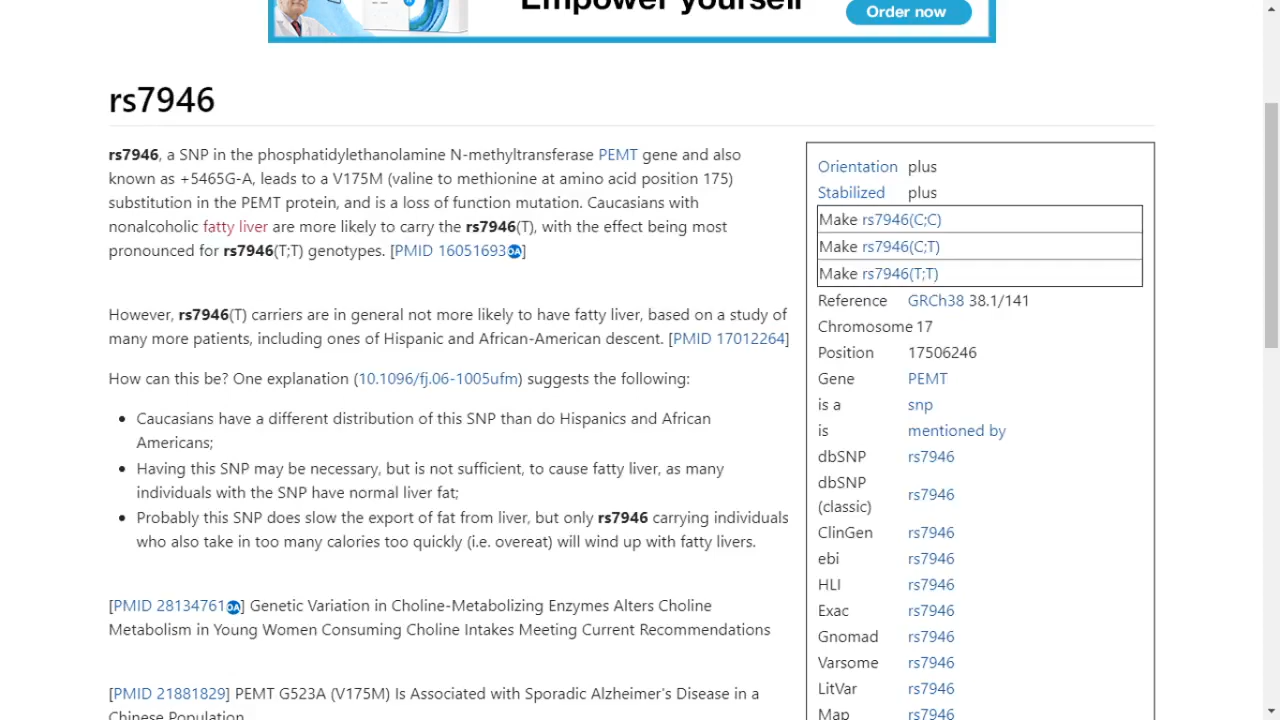 Empower yourself
Order now
rs7946
rs7946, a SNP in the phosphatidylethanolamine N-methyltransferase PEMT gene and also
known as +5465G-A, leads to a V175M (valine to methionine at amino acid position 175)
substitution in the PEMT protein, and is a loss of function mutation. Caucasians with
nonalcoholic fatty liver are more likely to carry the rs7946(T), with the effect being most
pronounced for rs7946(T;T) genotypes. [PMID 16051693OA]
However, rs7946(T) carriers are in general not more likely to have fatty liver, based on a study of
many more patients, including ones of Hispanic and African-American descent. [PMID 17012264]
How can this be? One explanation (10.1096/fj.06-1005ufm) suggests the following:
• Caucasians have a different distribution of this SNP than do Hispanics and African
Americans;
• Having this SNP may be necessary, but is not sufficient, to cause fatty liver, as many
individuals with the SNP have normal liver fat;
• Probably this SNP does slow the export of fat from liver, but only rs7946 carrying individuals
who also take in too many calories too quickly (i.e. overeat) will wind up with fatty livers.
[PMID 28134761OA] Genetic Variation in Choline-Metabolizing Enzymes Alters Choline
Metabolism in Young Women Consuming Choline Intakes Meeting Current Recommendations
[PMID 21881829] PEMT G523A (V175M) Is Associated with Sporadic Alzheimer's Disease in a
Chinese Population
Orientation plus
Stabilized plus
Make rs7946(C;C)
Make rs7946(C;T)
Make rs7946(T;T)
Reference GRCh38 38.1/141
Chromosome 17
Position 17506246
Gene PEMT
is a snp
is mentioned by
dbSNP rs7946
dbSNP
(classic) rs7946
ClinGen rs7946
ebi rs7946
HLI rs7946
Exac rs7946
Gnomad rs7946
Varsome rs7946
LitVar rs7946
Map rs7946